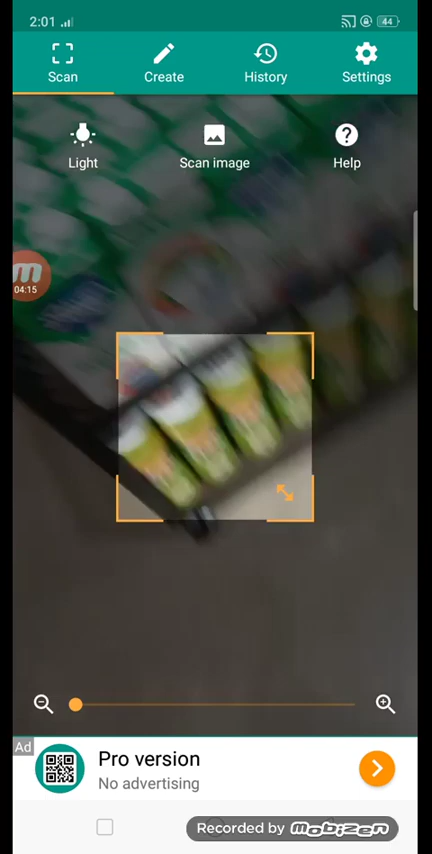 2:01
44
Scan
Create
History
Settings
Light
Scan image
Help
04:15
Ad
Pro version
No advertising
Recorded by mobizen